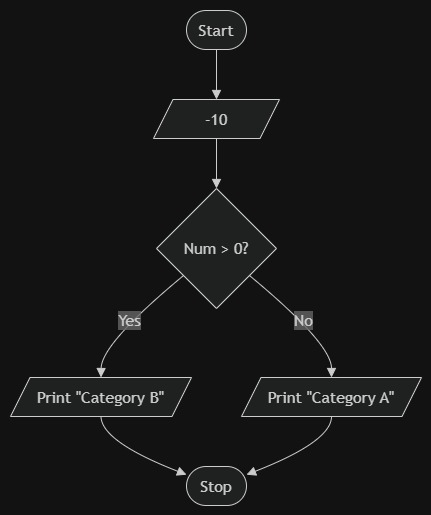 Start
-10
Num > 0?
Yes
No
Print "Category B"
Print "Category A"
Stop